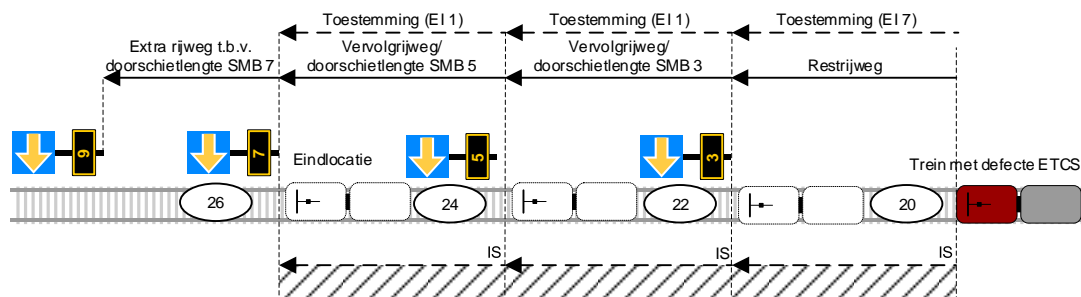 Toestemming (EI 1)
Toestemming (EI 1)
Toestemming (EI 7)
Extra rijweg t.b.v.
doorschietlengte SMB 7
Vervolgrijweg/
doorschietlengte SMB 5
Vervolgrijweg/
doorschietlengte SMB 3
Restrijweg
9
7
Eindlocatie
5
3
Trein met defecte ETCS
26
24
22
20
IS
IS
IS